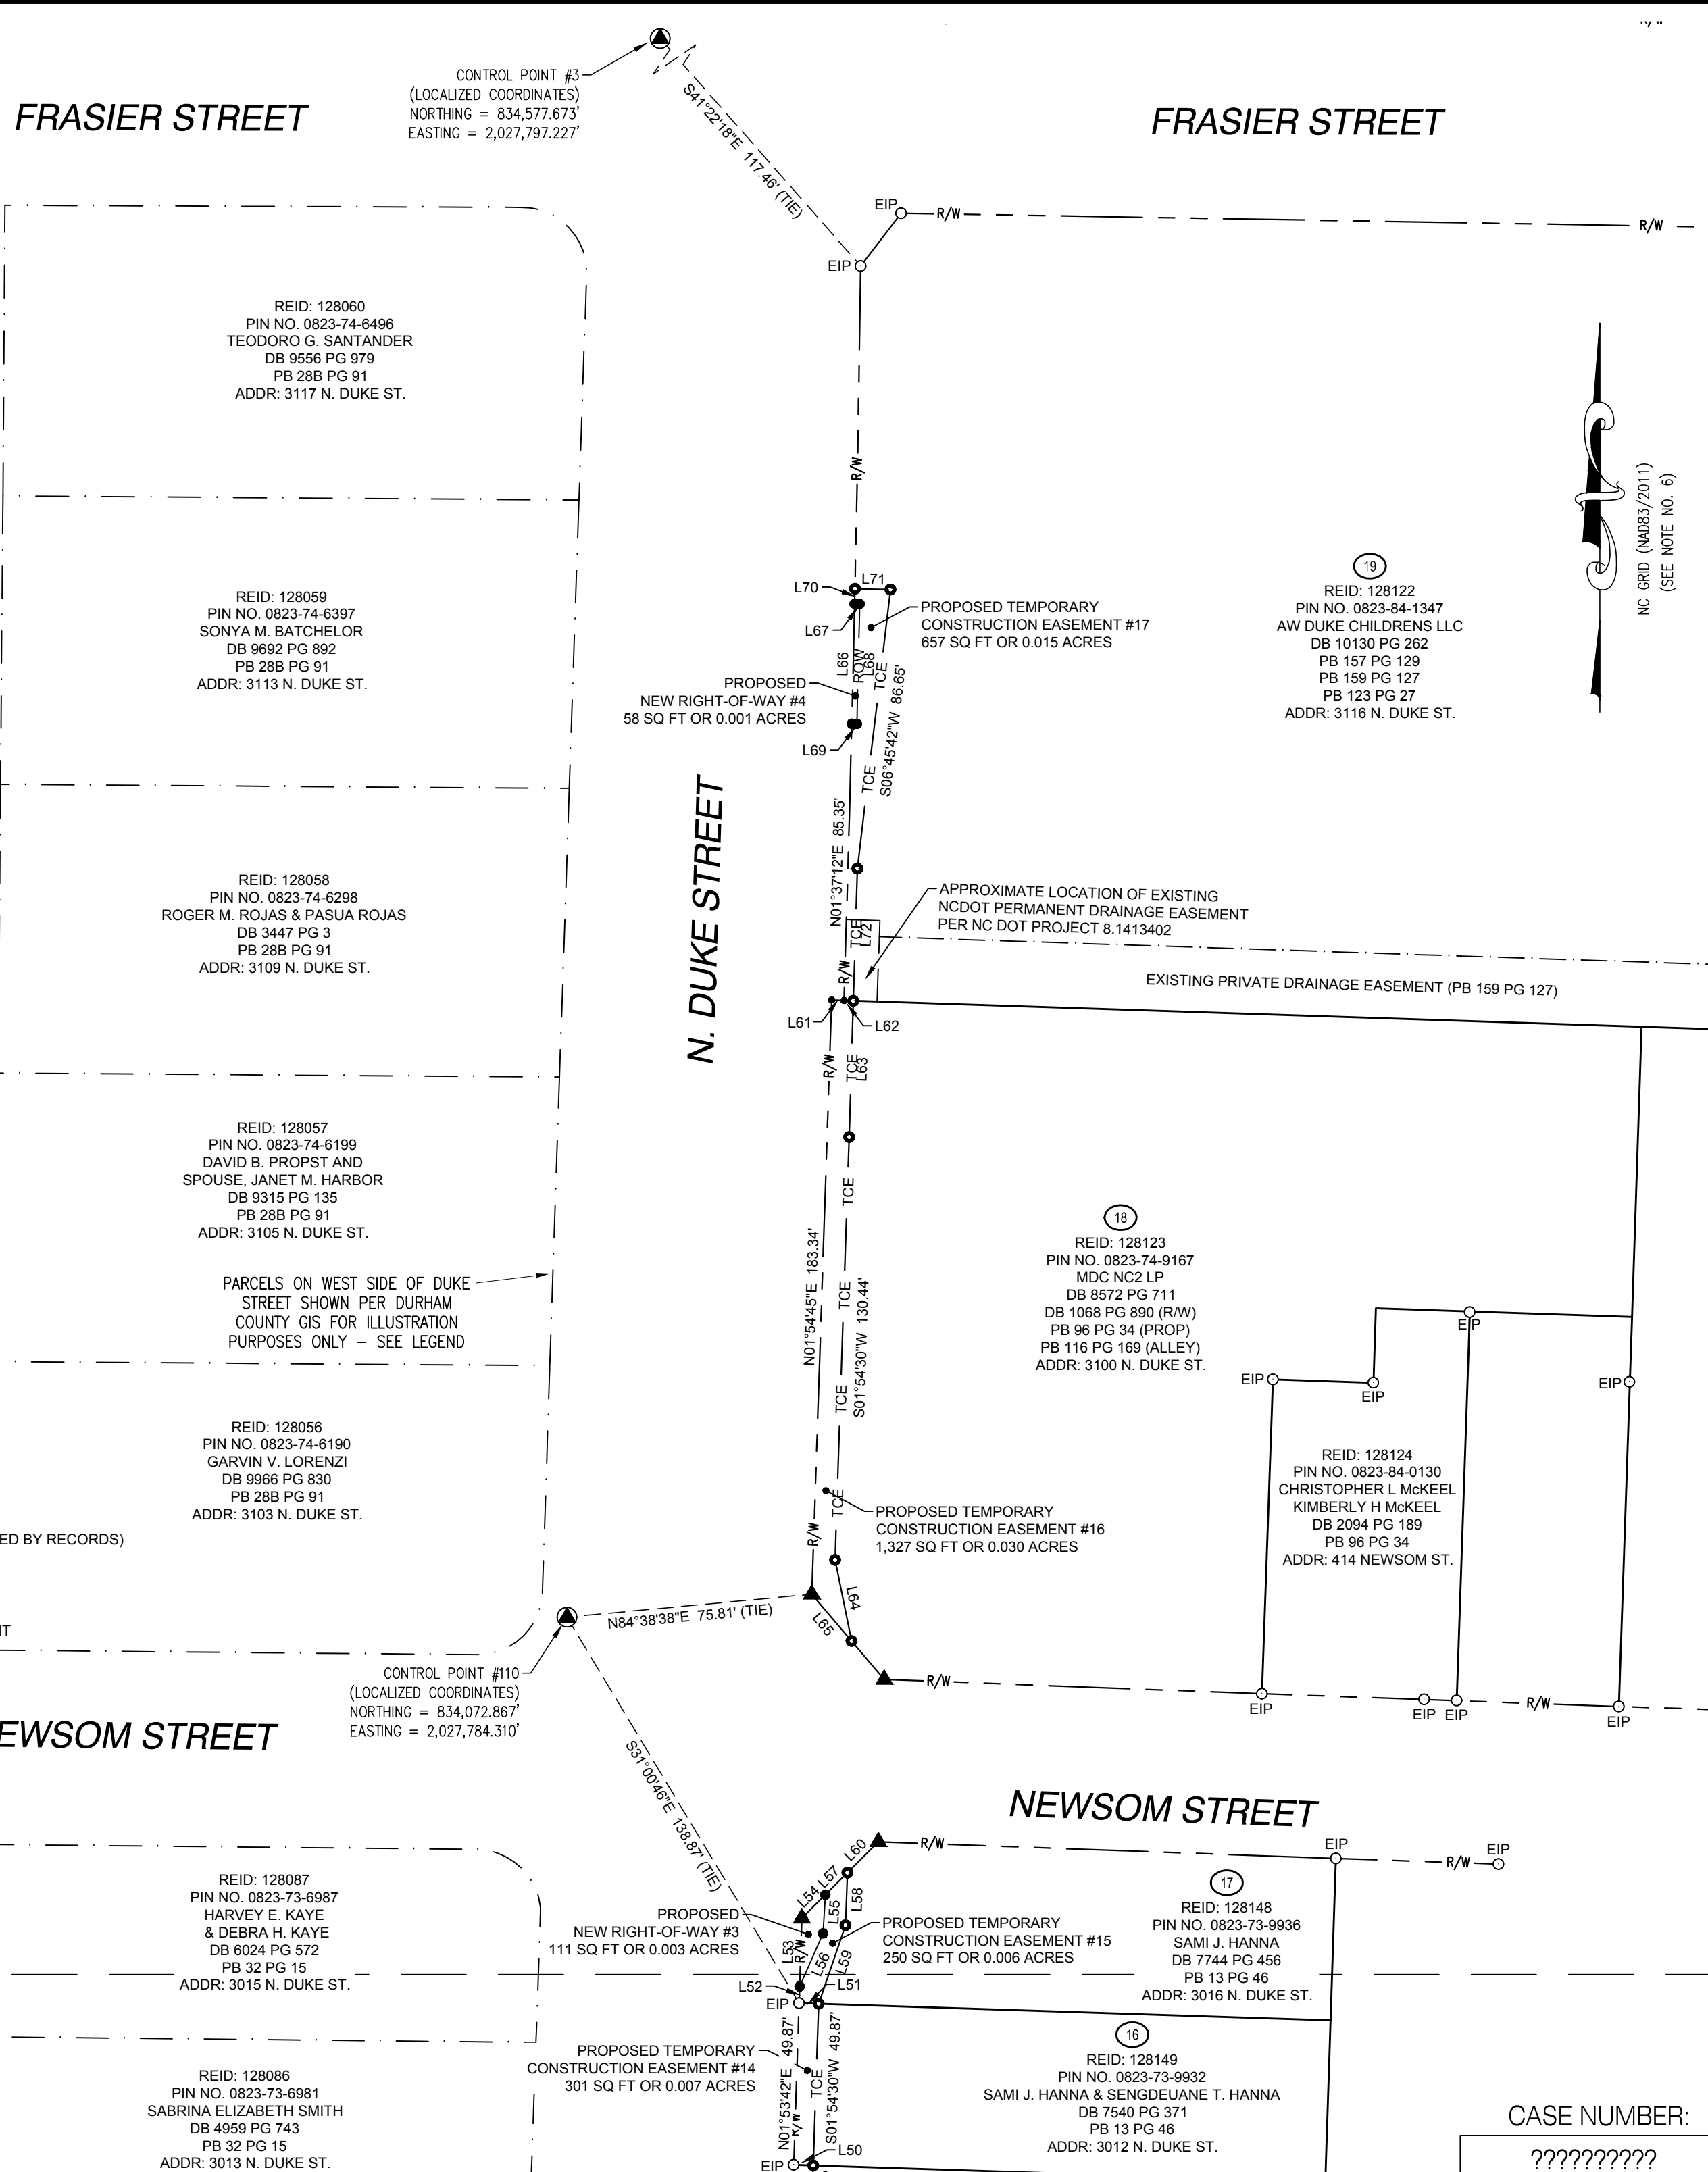 CONTROL POINT #3
(LOCALIZED COORDINATES)
NORTHING = 834,577.673'
EASTING = 2,027,797.227'
S41°22'18"E 117.46' (TIE)
FRASIER STREET
FRASIER STREET
EIP
R/W
R/W
EIP
REID: 128060
PIN NO. 0823-74-6496
TEODORO G. SANTANDER
DB 9556 PG 979
PB 28B PG 91
ADDR: 3117 N. DUKE ST.
R/W
NC GRID (NAD83/2011)
(SEE NOTE NO. 6)
REID: 128059
PIN NO. 0823-74-6397
SONYA M. BATCHELOR
DB 9692 PG 892
PB 28B PG 91
ADDR: 3113 N. DUKE ST.
L70
L71
L67
L66
ROW
L68
TCE
PROPOSED TEMPORARY
CONSTRUCTION EASEMENT #17
657 SQ FT OR 0.015 ACRES
PROPOSED
NEW RIGHT-OF-WAY #4
58 SQ FT OR 0.001 ACRES
L69
TCE
S06°45'42"W 86.65'
19
REID: 128122
PIN NO. 0823-84-1347
AW DUKE CHILDRENS LLC
DB 10130 PG 262
PB 157 PG 129
PB 159 PG 127
PB 123 PG 27
ADDR: 3116 N. DUKE ST.
N. DUKE STREET
N01°37'12"E 85.35'
REID: 128058
PIN NO. 0823-74-6298
ROGER M. ROJAS & PASUA ROJAS
DB 3447 PG 3
PB 28B PG 91
ADDR: 3109 N. DUKE ST.
APPROXIMATE LOCATION OF EXISTING
NCDOT PERMANENT DRAINAGE EASEMENT
PER NC DOT PROJECT 8.1413402
TCE
L72
R/W
EXISTING PRIVATE DRAINAGE EASEMENT (PB 159 PG 127)
L61
L62
R/W
TCE
L63
REID: 128057
PIN NO. 0823-74-6199
DAVID B. PROPST AND
SPOUSE, JANET M. HARBOR
DB 9315 PG 135
PB 28B PG 91
ADDR: 3105 N. DUKE ST.
PARCELS ON WEST SIDE OF DUKE
STREET SHOWN PER DURHAM
COUNTY GIS FOR ILLUSTRATION
PURPOSES ONLY – SEE LEGEND
N01°54'45"E 183.34'
TCE
TCE
TCE
S01°54'30"W 130.44'
18
REID: 128123
PIN NO. 0823-74-9167
MDC NC2 LP
DB 8572 PG 711
DB 1068 PG 890 (R/W)
PB 96 PG 34 (PROP)
PB 116 PG 169 (ALLEY)
ADDR: 3100 N. DUKE ST.
EIP
EIP
EIP
EIP
REID: 128056
PIN NO. 0823-74-6190
GARVIN V. LORENZI
DB 9966 PG 830
PB 28B PG 91
ADDR: 3103 N. DUKE ST.
REID: 128124
PIN NO. 0823-84-0130
CHRISTOPHER L McKEEL
KIMBERLY H McKEEL
DB 2094 PG 189
PB 96 PG 34
ADDR: 414 NEWSOM ST.
ED BY RECORDS)
TCE
R/W
PROPOSED TEMPORARY
CONSTRUCTION EASEMENT #16
1,327 SQ FT OR 0.030 ACRES
L64
L65
N84°38'38"E 75.81' (TIE)
IT
CONTROL POINT #110
(LOCALIZED COORDINATES)
NORTHING = 834,072.867'
EASTING = 2,027,784.310'
R/W
EIP
EIP EIP
R/W
EIP
EWSOM STREET
S31°00'46"E 138.87' (TIE)
NEWSOM STREET
L60
R/W
EIP
R/W
EIP
L57
L54
L58
L55
REID: 128087
PIN NO. 0823-73-6987
HARVEY E. KAYE
& DEBRA H. KAYE
DB 6024 PG 572
PB 32 PG 15
ADDR: 3015 N. DUKE ST.
PROPOSED
NEW RIGHT-OF-WAY #3
111 SQ FT OR 0.003 ACRES
L53
R/W
L56
L59
PROPOSED TEMPORARY
CONSTRUCTION EASEMENT #15
250 SQ FT OR 0.006 ACRES
17
REID: 128148
PIN NO. 0823-73-9936
SAMI J. HANNA
DB 7744 PG 456
PB 13 PG 46
ADDR: 3016 N. DUKE ST.
L52
L51
EIP
PROPOSED TEMPORARY
CONSTRUCTION EASEMENT #14
301 SQ FT OR 0.007 ACRES
N01°53'42"E 49.87'
R/W
TCE
S01°54'30"W 49.87'
16
REID: 128149
PIN NO. 0823-73-9932
SAMI J. HANNA & SENGDEUANE T. HANNA
DB 7540 PG 371
PB 13 PG 46
ADDR: 3012 N. DUKE ST.
REID: 128086
PIN NO. 0823-73-6981
SABRINA ELIZABETH SMITH
DB 4959 PG 743
PB 32 PG 15
ADDR: 3013 N. DUKE ST.
L50
EIP
CASE NUMBER:
??????????